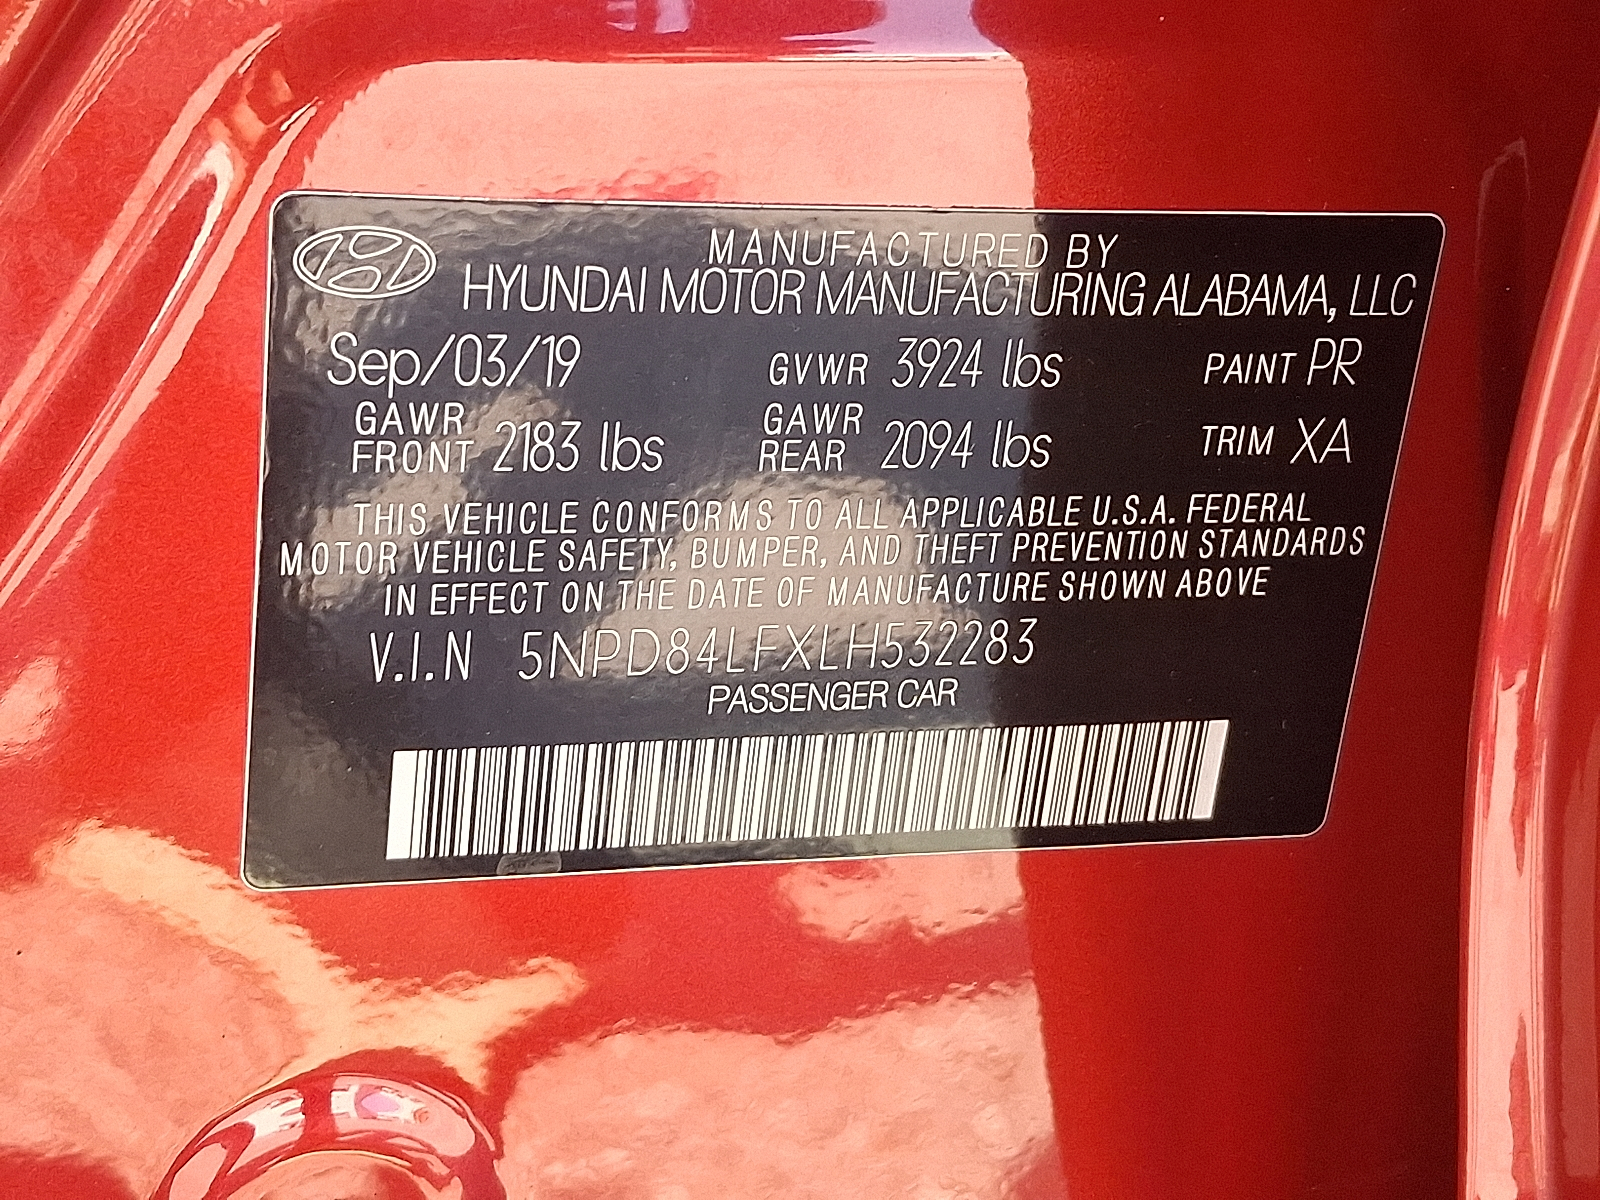 MANUFACTURED BY
HYUNDAI MOTOR MANUFACTURING ALABAMA, LLC
Sep/03/19 GVWR 3924 lbs PAINT PR
GAWR FRONT 2183 lbs GAWR REAR 2094 lbs TRIM XA
THIS VEHICLE CONFORMS TO ALL APPLICABLE U.S.A. FEDERAL
MOTOR VEHICLE SAFETY, BUMPER, AND THEFT PREVENTION STANDARDS
IN EFFECT ON THE DATE OF MANUFACTURE SHOWN ABOVE
V.I.N 5NPD84LFXLH532283
PASSENGER CAR